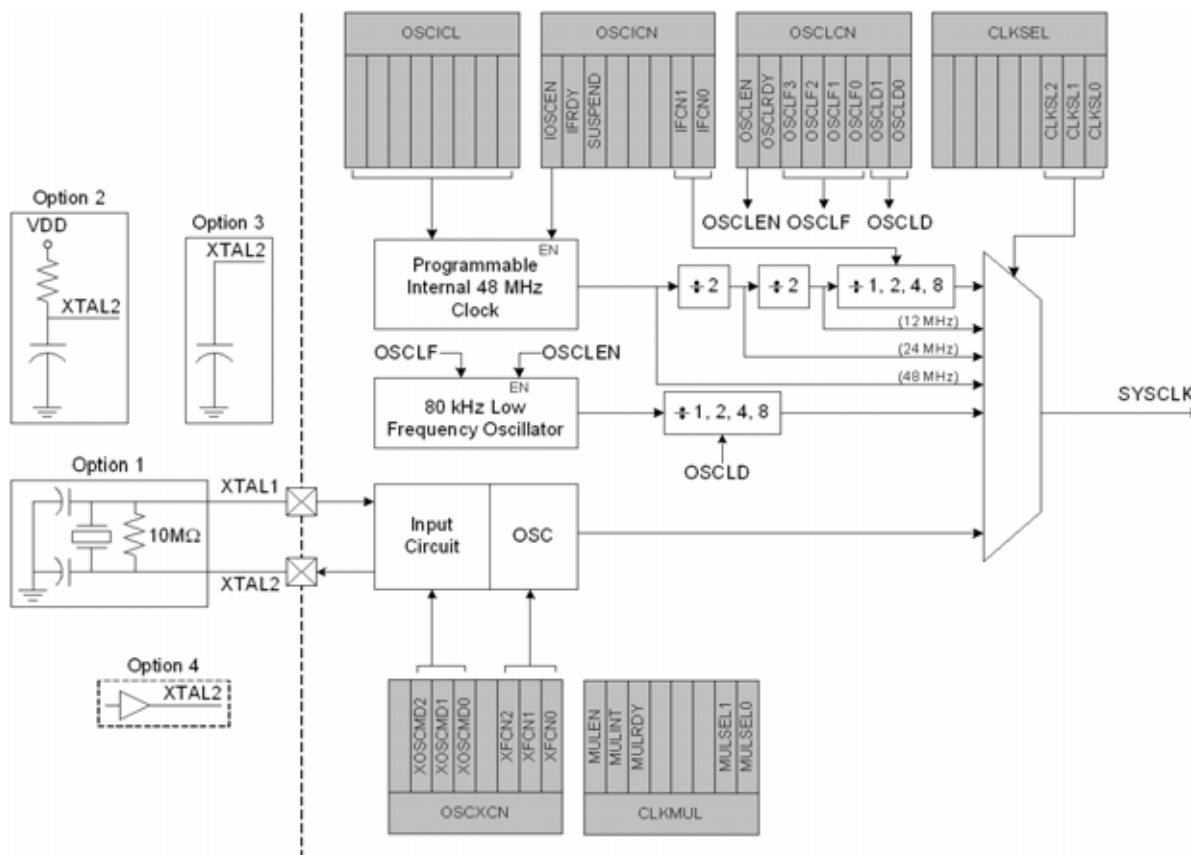 OSCICL
OSCICN
OSCLCN
CLKSEL
IOSCEN
IFRDY
SUSPEND
IFCN1
IFCN0
OSCLEN
OSCLRDY
OSCLF3
OSCLF2
OSCLF1
OSCLF0
OSCLD1
OSCLD0
CLKSL2
CLKSL1
CLKSL0
Option 2
VDD
XTAL2
Option 3
XTAL2
OSCLEN
OSCLF
OSCLD
EN
Programmable
Internal 48 MHz
Clock
÷ 2
÷ 2
÷ 1, 2, 4, 8
(12 MHz)
(24 MHz)
(48 MHz)
OSCLF
OSCLEN
EN
80 kHz Low
Frequency Oscillator
÷ 1, 2, 4, 8
OSCLD
SYSCLK
Option 1
10MΩ
XTAL1
XTAL2
Input
Circuit
OSC
Option 4
XTAL2
XOSCMD2
XOSCMD1
XOSCMD0
XFCN2
XFCN1
XFCN0
OSCXCN
MULEN
MULINT
MULRDY
MULSEL1
MULSEL0
CLKMUL